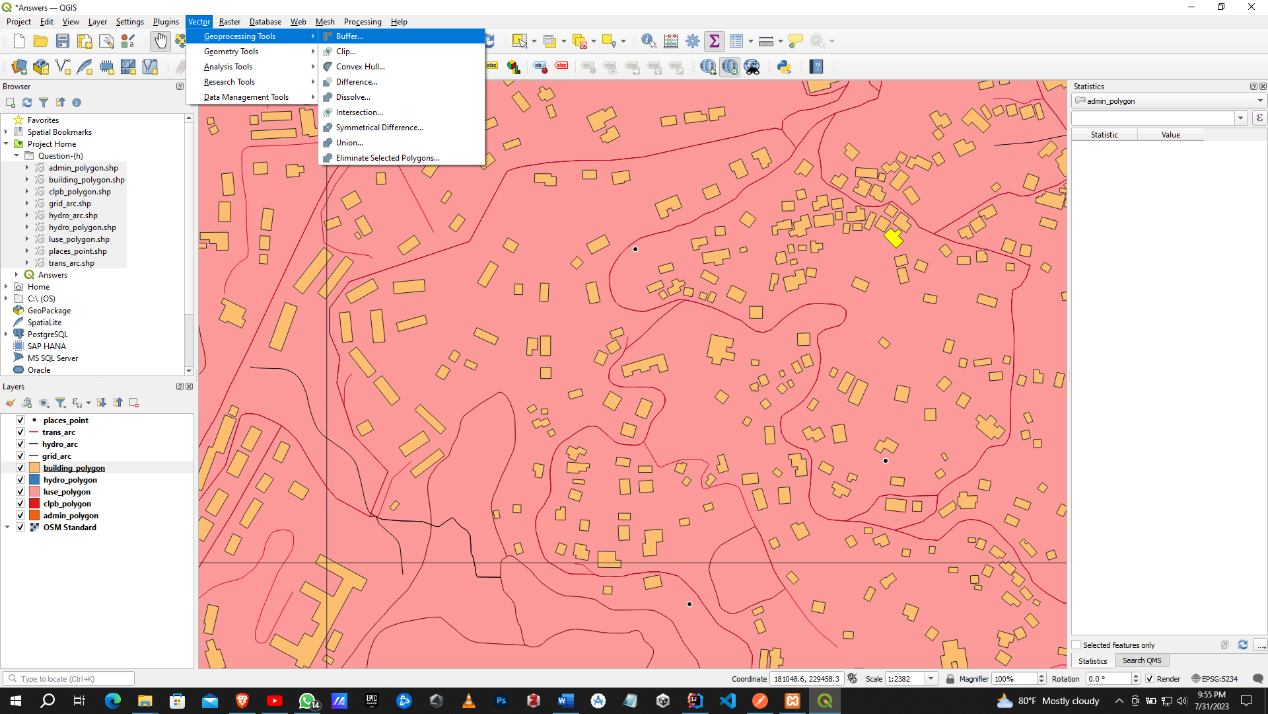 *Answers — QGIS
Project Edit View Layer Settings Plugins Vector Raster Database Web Mesh Processing Help
Geoprocessing Tools
Geometry Tools
Analysis Tools
Research Tools
Data Management Tools
Buffer...
Clip...
Convex Hull...
Difference...
Dissolve...
Intersection...
Symmetrical Difference...
Union...
Eliminate Selected Polygons...
Browser
Favorites
Spatial Bookmarks
Project Home
Question-(h)
admin_polygon.shp
building_polygon.shp
clpb_polygon.shp
grid_arc.shp
hydro_arc.shp
hydro_polygon.shp
luse_polygon.shp
places_point.shp
trans_arc.shp
Answers
Home
C:\ (OS)
GeoPackage
SpatiaLite
PostgreSQL
SAP HANA
MS SQL Server
Oracle
Layers
places_point
trans_arc
hydro_arc
grid_arc
building_polygon
hydro_polygon
luse_polygon
clpb_polygon
admin_polygon
OSM Standard
Statistics
admin_polygon
Statistic Value
Selected features only
Statistics Search QMS
Type to locate (Ctrl+K)
Coordinate 181048.6, 229458.3 Scale 1:2382 Magnifier 100% Rotation 0.0 ° Render EPSG:5234
80°F Mostly cloudy
9:55 PM
7/31/2023